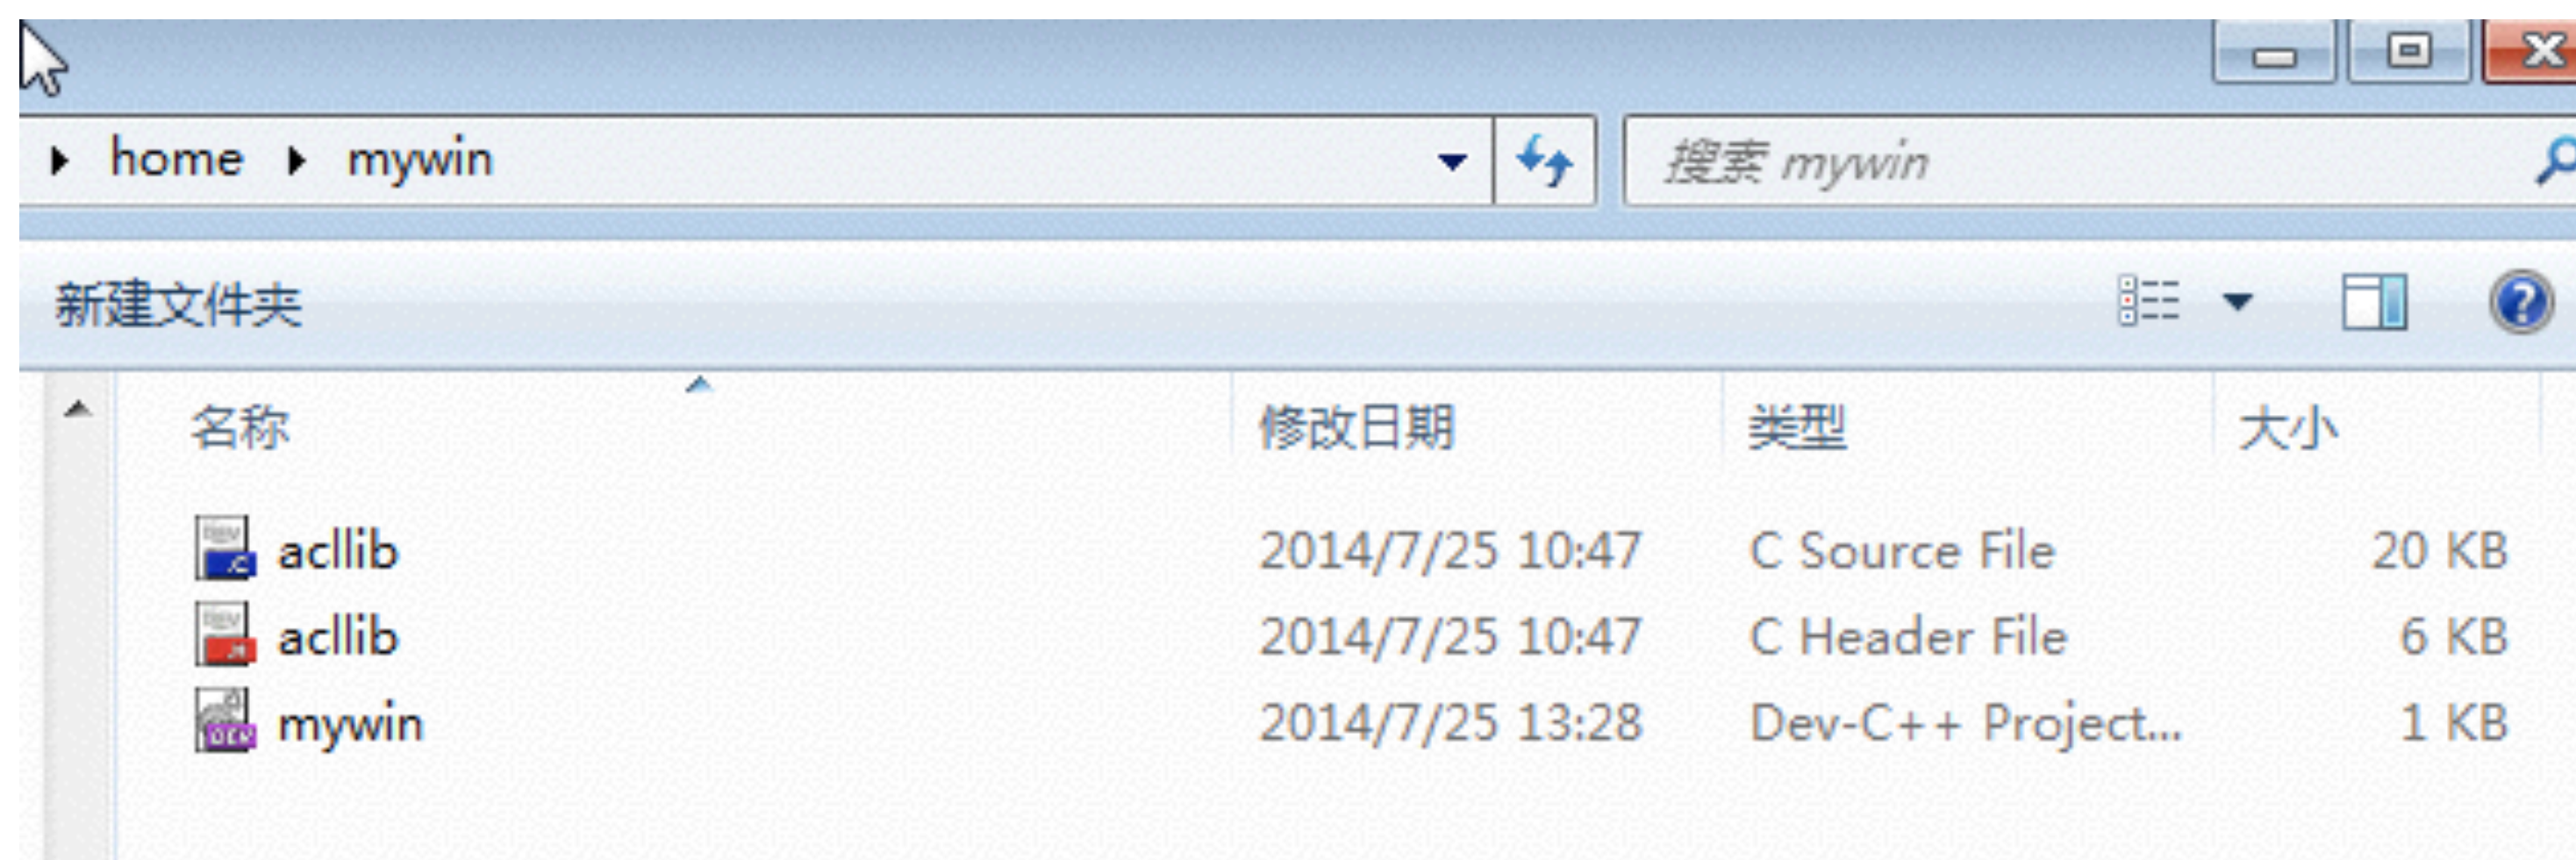 home mywin 搜索 mywin
新建文件夹
名称 修改日期 类型 大小
acllib 2014/7/25 10:47 C Source File 20 KB
acllib 2014/7/25 10:47 C Header File 6 KB
mywin 2014/7/25 13:28 Dev-C++ Project... 1 KB